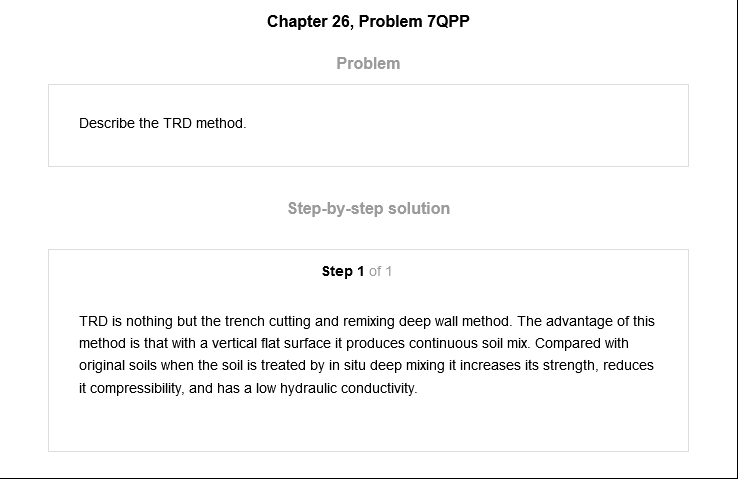 Chapter 26, Problem 7QPP
Problem
Describe the TRD method.
Step-by-step solution
Step 1 of 1
TRD is nothing but the trench cutting and remixing deep wall method. The advantage of this
method is that with a vertical flat surface it produces continuous soil mix. Compared with
original soils when the soil is treated by in situ deep mixing it increases its strength, reduces
it compressibility, and has a low hydraulic conductivity.